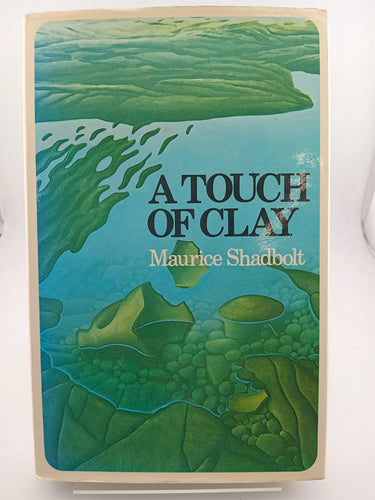 A TOUCH
OF CLAY
Maurice Shadbolt